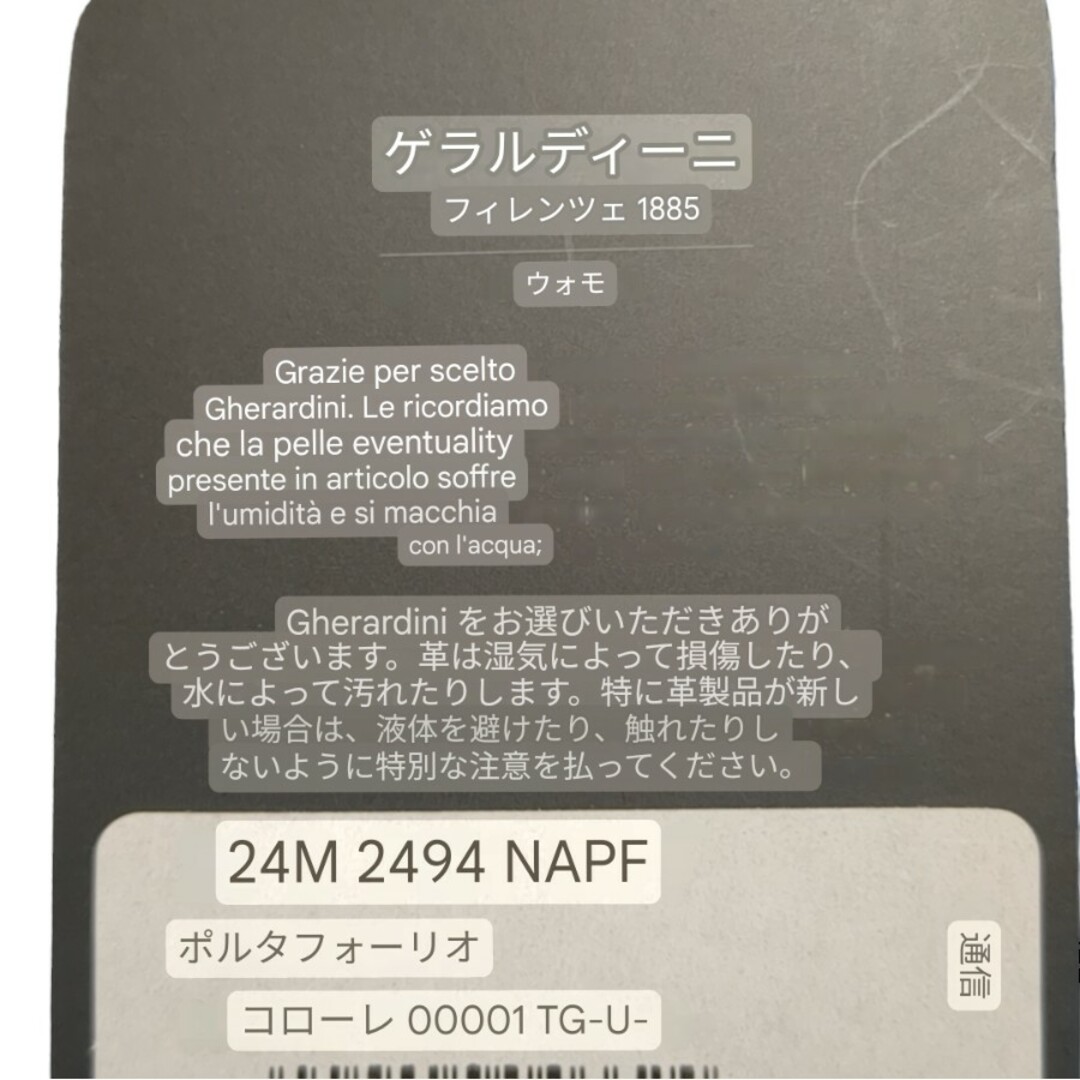 ゲラルディーニ
フィレンツェ 1885
ウォモ
Grazie per scelto
Gherardini. Le ricordiamo
che la pelle eventuality
presente in articolo soffre
l'umidità e si macchia
con l'acqua;
Gherardini をお選びいただきありが
とうございます。革は湿気によって損傷したり、
水によって汚れたりします。特に革製品が新し
い場合は、液体を避けたり、触れたりし
ないように特別な注意を払ってください。
24M 2494 NAPF
ポルタフォーリオ
通信
コローレ 00001 TG-U-